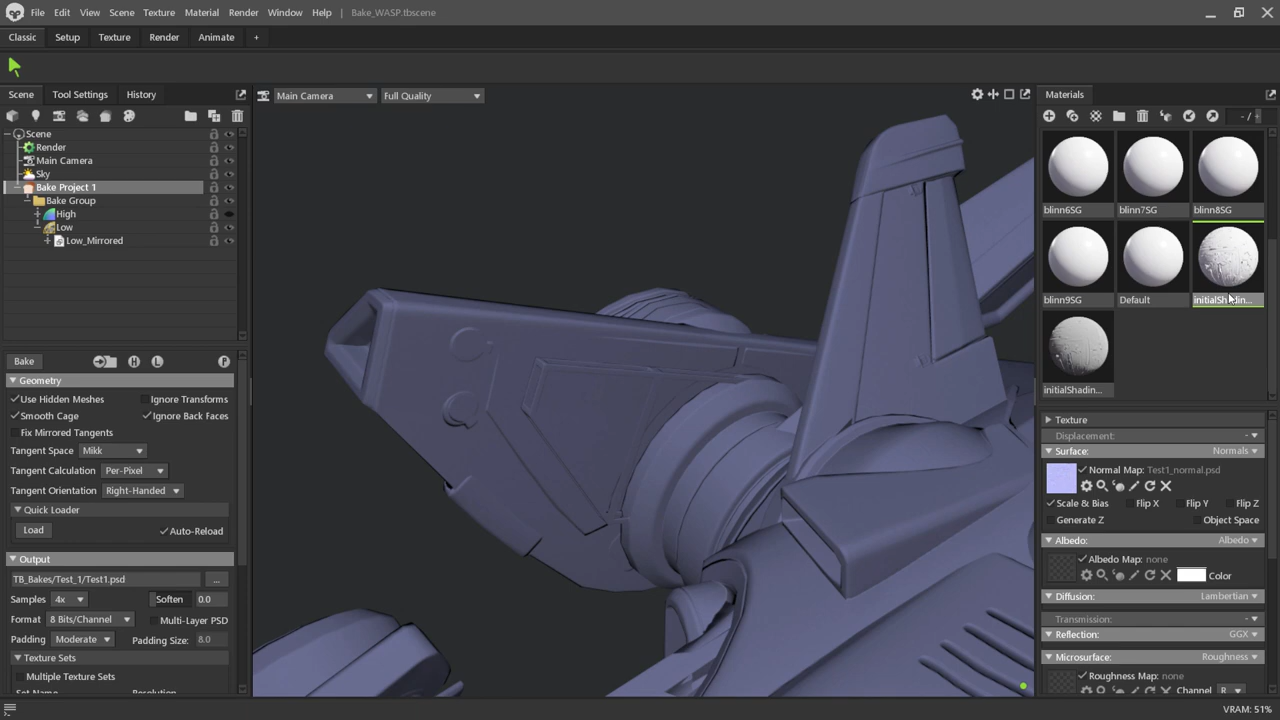 File Edit View Scene Texture Material Render Window Help Bake_WASP.tbscene
Classic Setup Texture Render Animate +
Scene Tool Settings History
Main Camera Full Quality
Materials
- /
Scene
Render
Main Camera
Sky
Bake Project 1
Bake Group
High
Low
Low_Mirrored
blinn6SG blinn7SG blinn8SG
blinn9SG Default initialShadin...
initialShadin...
Bake H L P
Geometry
Use Hidden Meshes Ignore Transforms
Smooth Cage Ignore Back Faces
Fix Mirrored Tangents
Tangent Space Mikk
Tangent Calculation Per-Pixel
Tangent Orientation Right-Handed
Quick Loader
Load Auto-Reload
Output
TB_Bakes/Test_1/Test1.psd ...
Samples 4x Soften 0.0
Format 8 Bits/Channel Multi-Layer PSD
Padding Moderate Padding Size: 8.0
Texture Sets
Multiple Texture Sets
Set Name Resolution
Texture
Displacement: -
Surface: Normals
Normal Map: Test1_normal.psd
Scale & Bias Flip X Flip Y Flip Z
Generate Z Object Space
Albedo: Albedo
Albedo Map: none
Color
Diffusion: Lambertian
Transmission: -
Reflection: GGX
Microsurface: Roughness
Roughness Map: none
Channel R
VRAM: 51%